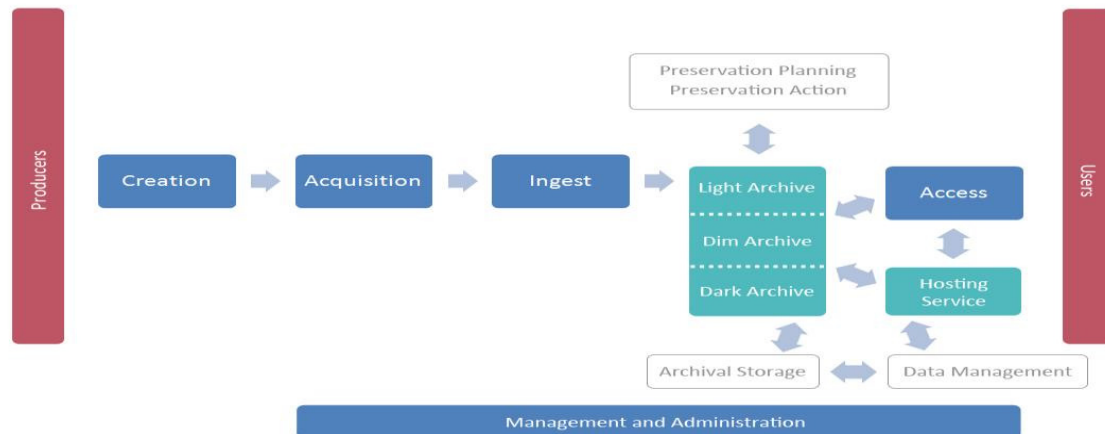 Producers
Users
Preservation Planning
Preservation Action
Creation
Acquisition
Ingest
Light Archive
Dim Archive
Dark Archive
Access
Hosting
Service
Archival Storage
Data Management
Management and Administration